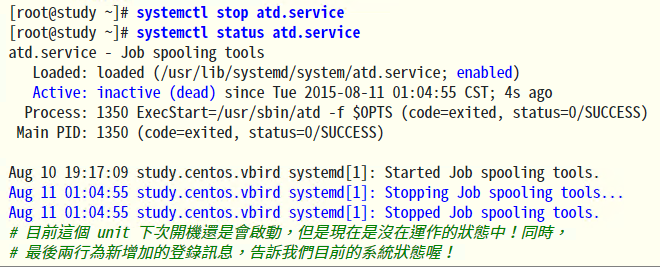 [root@study ~]# systemctl stop atd.service
[root@study ~]# systemctl status atd.service
atd.service - Job spooling tools
   Loaded: loaded (/usr/lib/systemd/system/atd.service; enabled)
   Active: inactive (dead) since Tue 2015-08-11 01:04:55 CST; 4s ago
  Process: 1350 ExecStart=/usr/sbin/atd -f $OPTS (code=exited, status=0/SUCCESS)
 Main PID: 1350 (code=exited, status=0/SUCCESS)

Aug 10 19:17:09 study.centos.vbird systemd[1]: Started Job spooling tools.
Aug 11 01:04:55 study.centos.vbird systemd[1]: Stopping Job spooling tools...
Aug 11 01:04:55 study.centos.vbird systemd[1]: Stopped Job spooling tools.
# 目前這個 unit 下次開機還是會啟動，但是現在是沒在運作的狀態中！同時，
# 最後兩行為新增加的登錄訊息，告訴我們目前的系統狀態喔！